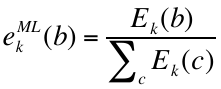 e_k^{ML}(b) = \frac{E_k(b)}{\sum_c E_k(c)}